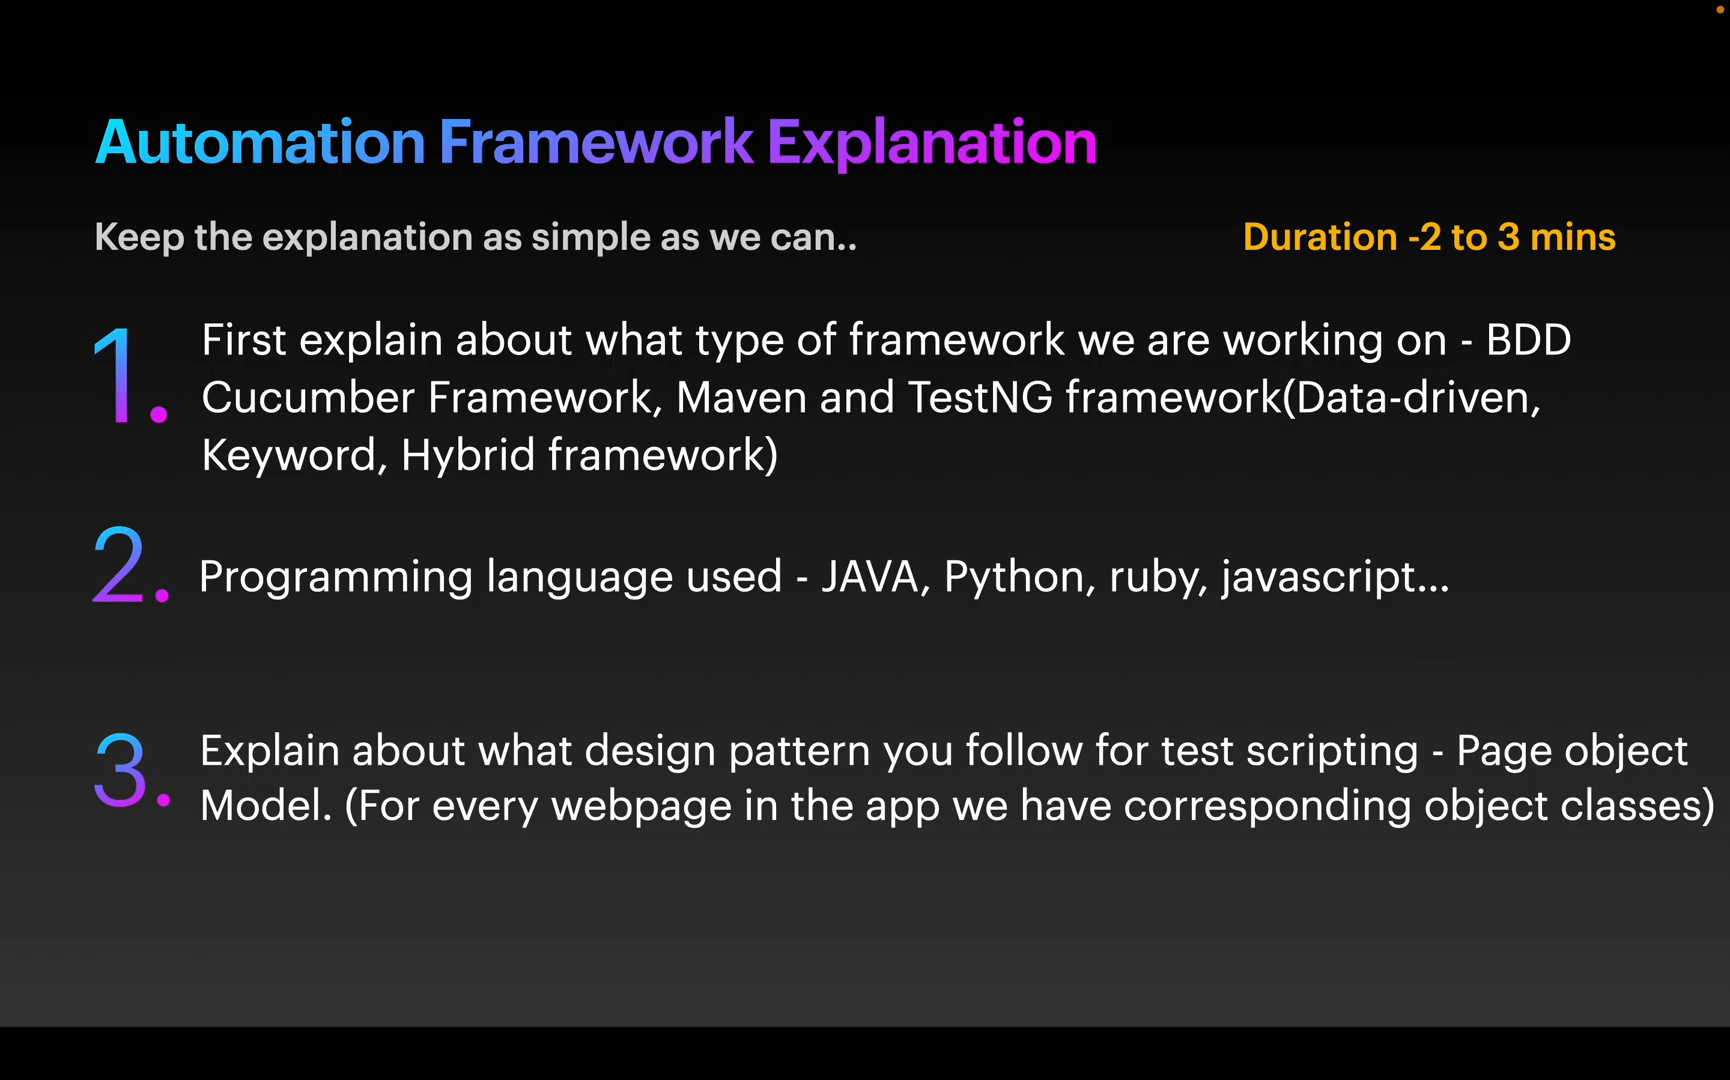 Automation Framework Explanation
Keep the explanation as simple as we can..
Duration -2 to 3 mins
1. First explain about what type of framework we are working on - BDD
Cucumber Framework, Maven and TestNG framework(Data-driven,
Keyword, Hybrid framework)
2. Programming language used - JAVA, Python, ruby, javascript...
3. Explain about what design pattern you follow for test scripting - Page object
Model. (For every webpage in the app we have corresponding object classes)